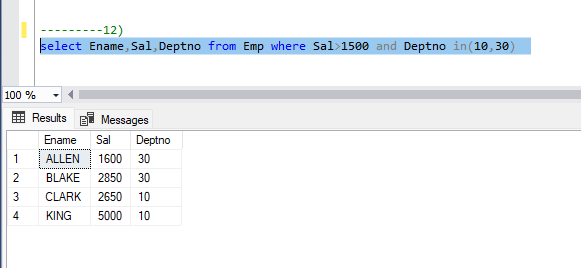 ---------12)
select Ename,Sal,Deptno from Emp where Sal>1500 and Deptno in(10,30)
100 %
Results Messages
Ename Sal Deptno
1 ALLEN 1600 30
2 BLAKE 2850 30
3 CLARK 2650 10
4 KING 5000 10